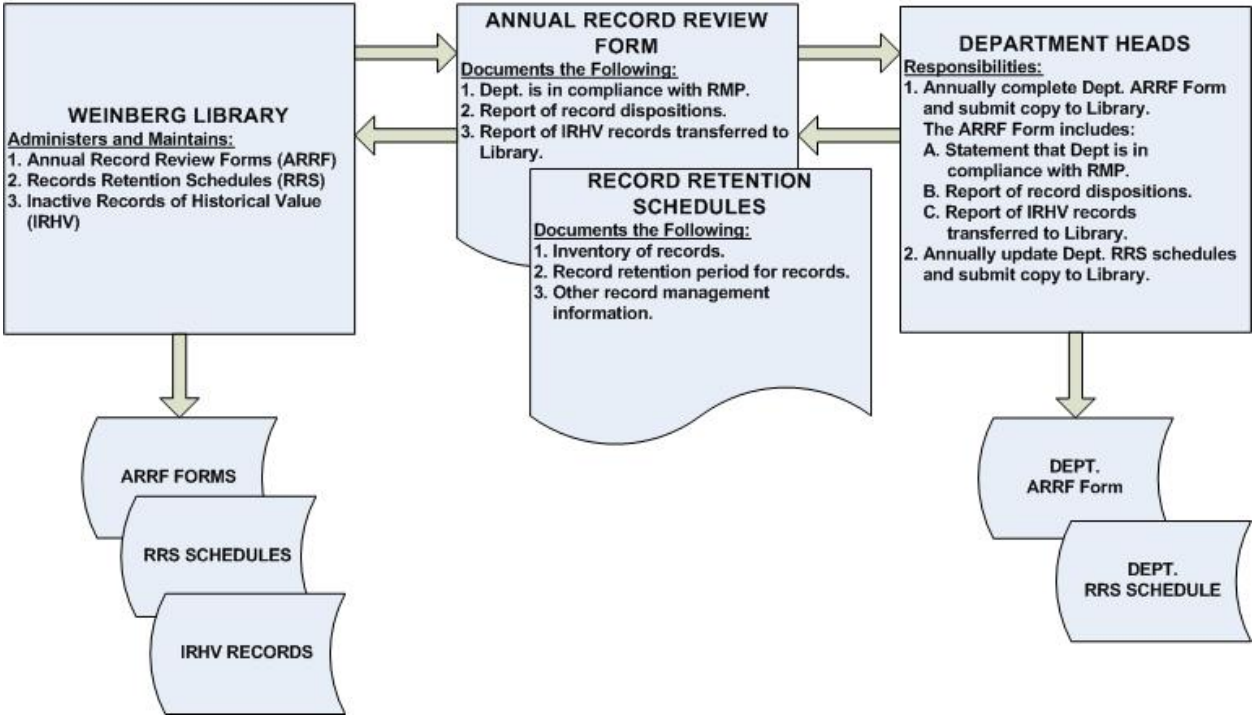 WEINBERG LIBRARY
Administers and Maintains:
1. Annual Record Review Forms (ARRF)
2. Records Retention Schedules (RRS)
3. Inactive Records of Historical Value
(IRHV)
ANNUAL RECORD REVIEW
FORM
Documents the Following:
1. Dept. is in compliance with RMP.
2. Report of record dispositions.
3. Report of IRHV records transferred to
Library.
RECORD RETENTION
SCHEDULES
Documents the Following:
1. Inventory of records.
2. Record retention period for records.
3. Other record management
information.
DEPARTMENT HEADS
Responsibilities:
1. Annually complete Dept. ARRF Form
and submit copy to Library.
The ARRF Form includes:
A. Statement that Dept is in
compliance with RMP.
B. Report of record dispositions.
C. Report of IRHV records
transferred to Library.
2. Annually update Dept. RRS schedules
and submit copy to Library.
ARRF FORMS
RRS SCHEDULES
IRHV RECORDS
DEPT.
ARRF Form
DEPT.
RRS SCHEDULE